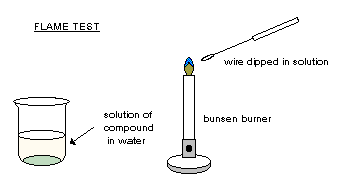 FLAME TEST
wire dipped in solution
solution of
compound
in water
bunsen burner